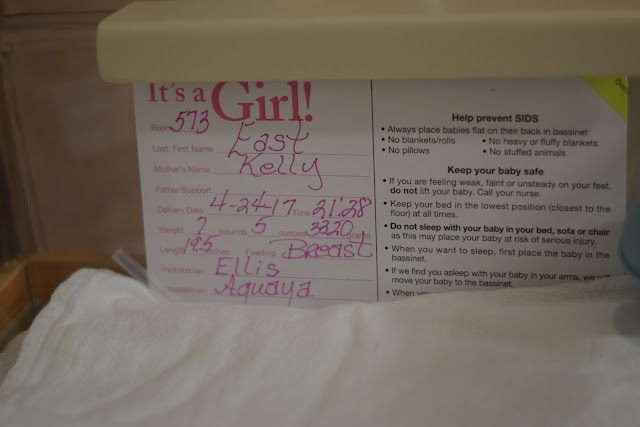 It's a Girl!
Room 573
Last, First Name East
Mother's Name Kelly
Father/Support
Delivery Date 4-24-17 Time 21:28
Weight 7 pounds 5 ounces 3320 grams
Length 19.5 inches Feeding Breast
Pediatrician Ellis
Obstetrician Aquaya
Help prevent SIDS
• Always place babies flat on their back in bassinet
• No blankets/rolls • No heavy or fluffy blankets
• No pillows • No stuffed animals
Keep your baby safe
• If you are feeling weak, faint or unsteady on your feet,
do not lift your baby. Call your nurse.
• Keep your bed in the lowest position (closest to the
floor) at all times.
• Do not sleep with your baby in your bed, sofa or chair
as this may place your baby at risk of serious injury.
• When you want to sleep, first place the baby in the
bassinet.
• If we find you asleep with your baby in your arms, we will
move your baby to the bassinet.
• When